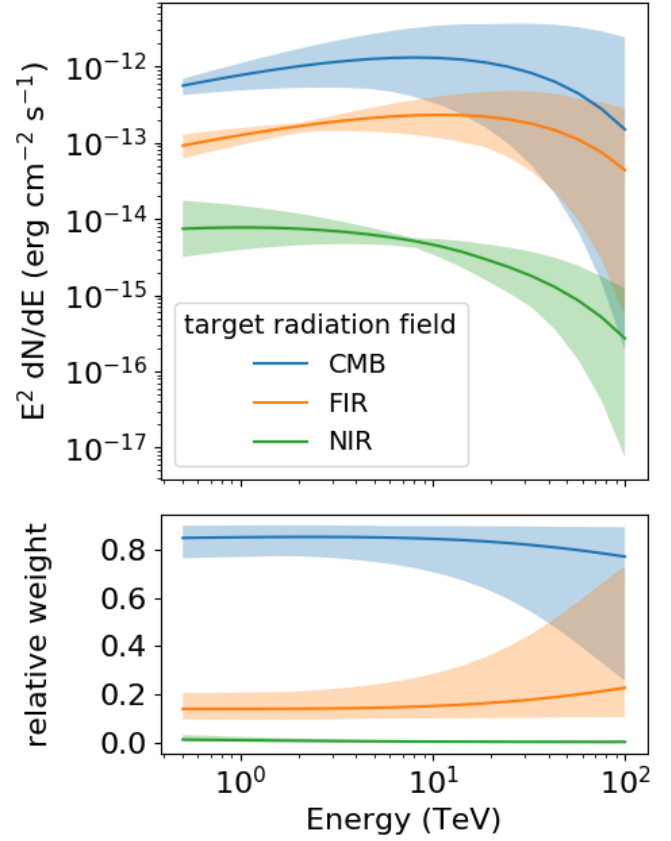 E² dN/dE (erg cm⁻² s⁻¹)
10⁻¹²
10⁻¹³
10⁻¹⁴
10⁻¹⁵
10⁻¹⁶
10⁻¹⁷
target radiation field
CMB
FIR
NIR
relative weight
0.8
0.6
0.4
0.2
0.0
10⁰
10¹
10²
Energy (TeV)